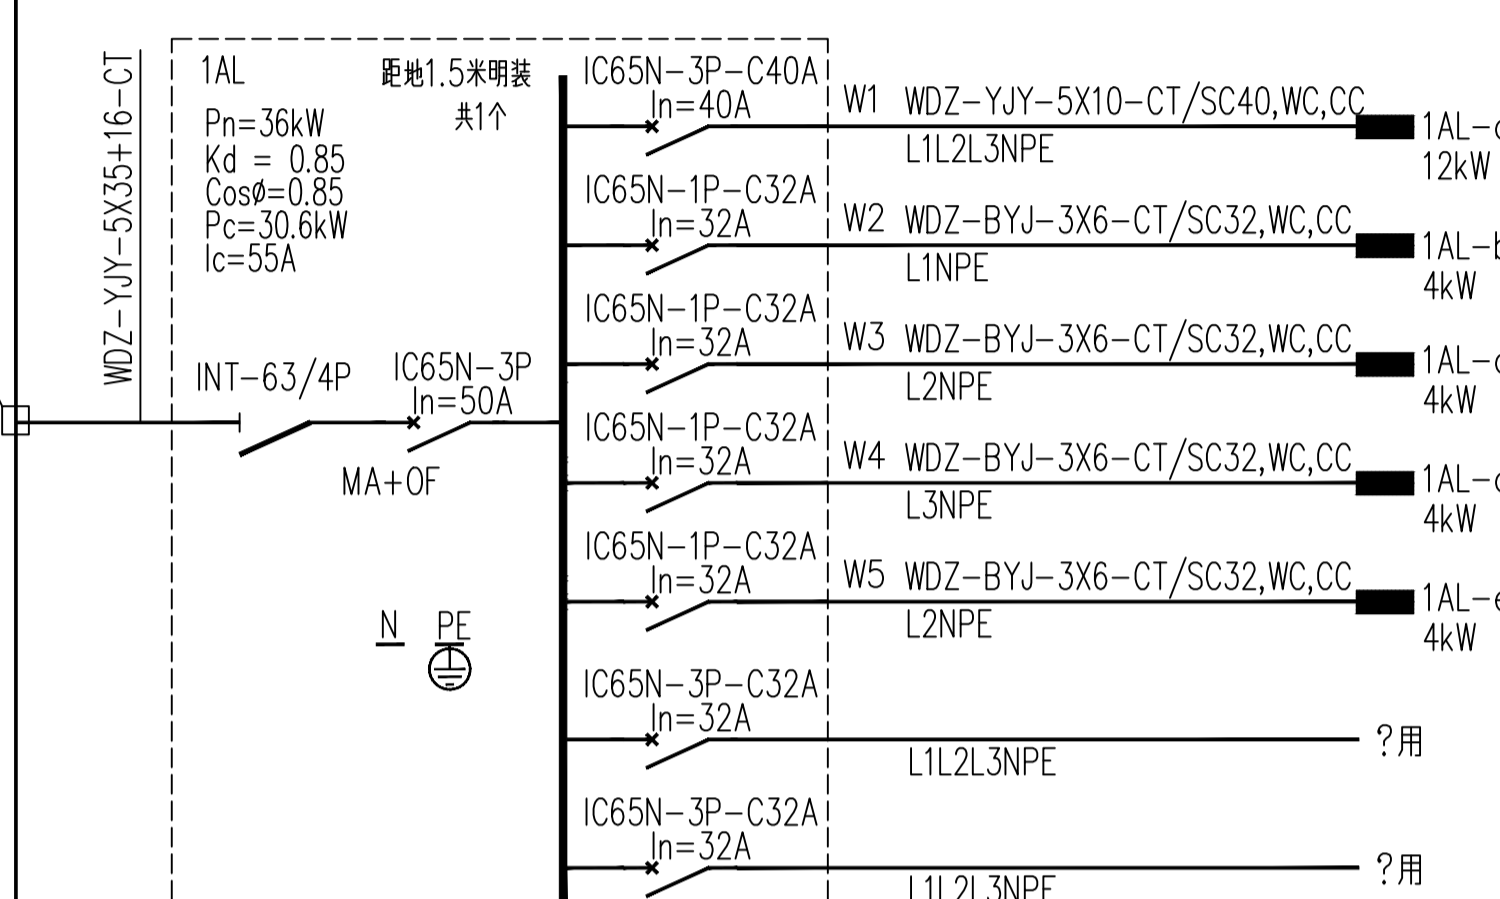 WDZ-YJY-5X35+16-CT
1AL
距地1.5米明装
共1个
Pn=36kW
Kd = 0.85
CosØ=0.85
Pc=30.6kW
Ic=55A
INT-63/4P
IC65N-3P
In=50A
MA+OF
N
PE
IC65N-3P-C40A
In=40A
W1 WDZ-YJY-5X10-CT/SC40,WC,CC
L1L2L3NPE
12kW
IC65N-1P-C32A
In=32A
W2 WDZ-BYJ-3X6-CT/SC32,WC,CC
L1NPE
1AL-b
4kW
IC65N-1P-C32A
In=32A
W3 WDZ-BYJ-3X6-CT/SC32,WC,CC
L2NPE
4kW
IC65N-1P-C32A
In=32A
W4 WDZ-BYJ-3X6-CT/SC32,WC,CC
L3NPE
4kW
IC65N-1P-C32A
In=32A
W5 WDZ-BYJ-3X6-CT/SC32,WC,CC
L2NPE
1AL-e
4kW
IC65N-3P-C32A
In=32A
L1L2L3NPE
?用
IC65N-3P-C32A
In=32A
L1L2L3NPE
?用